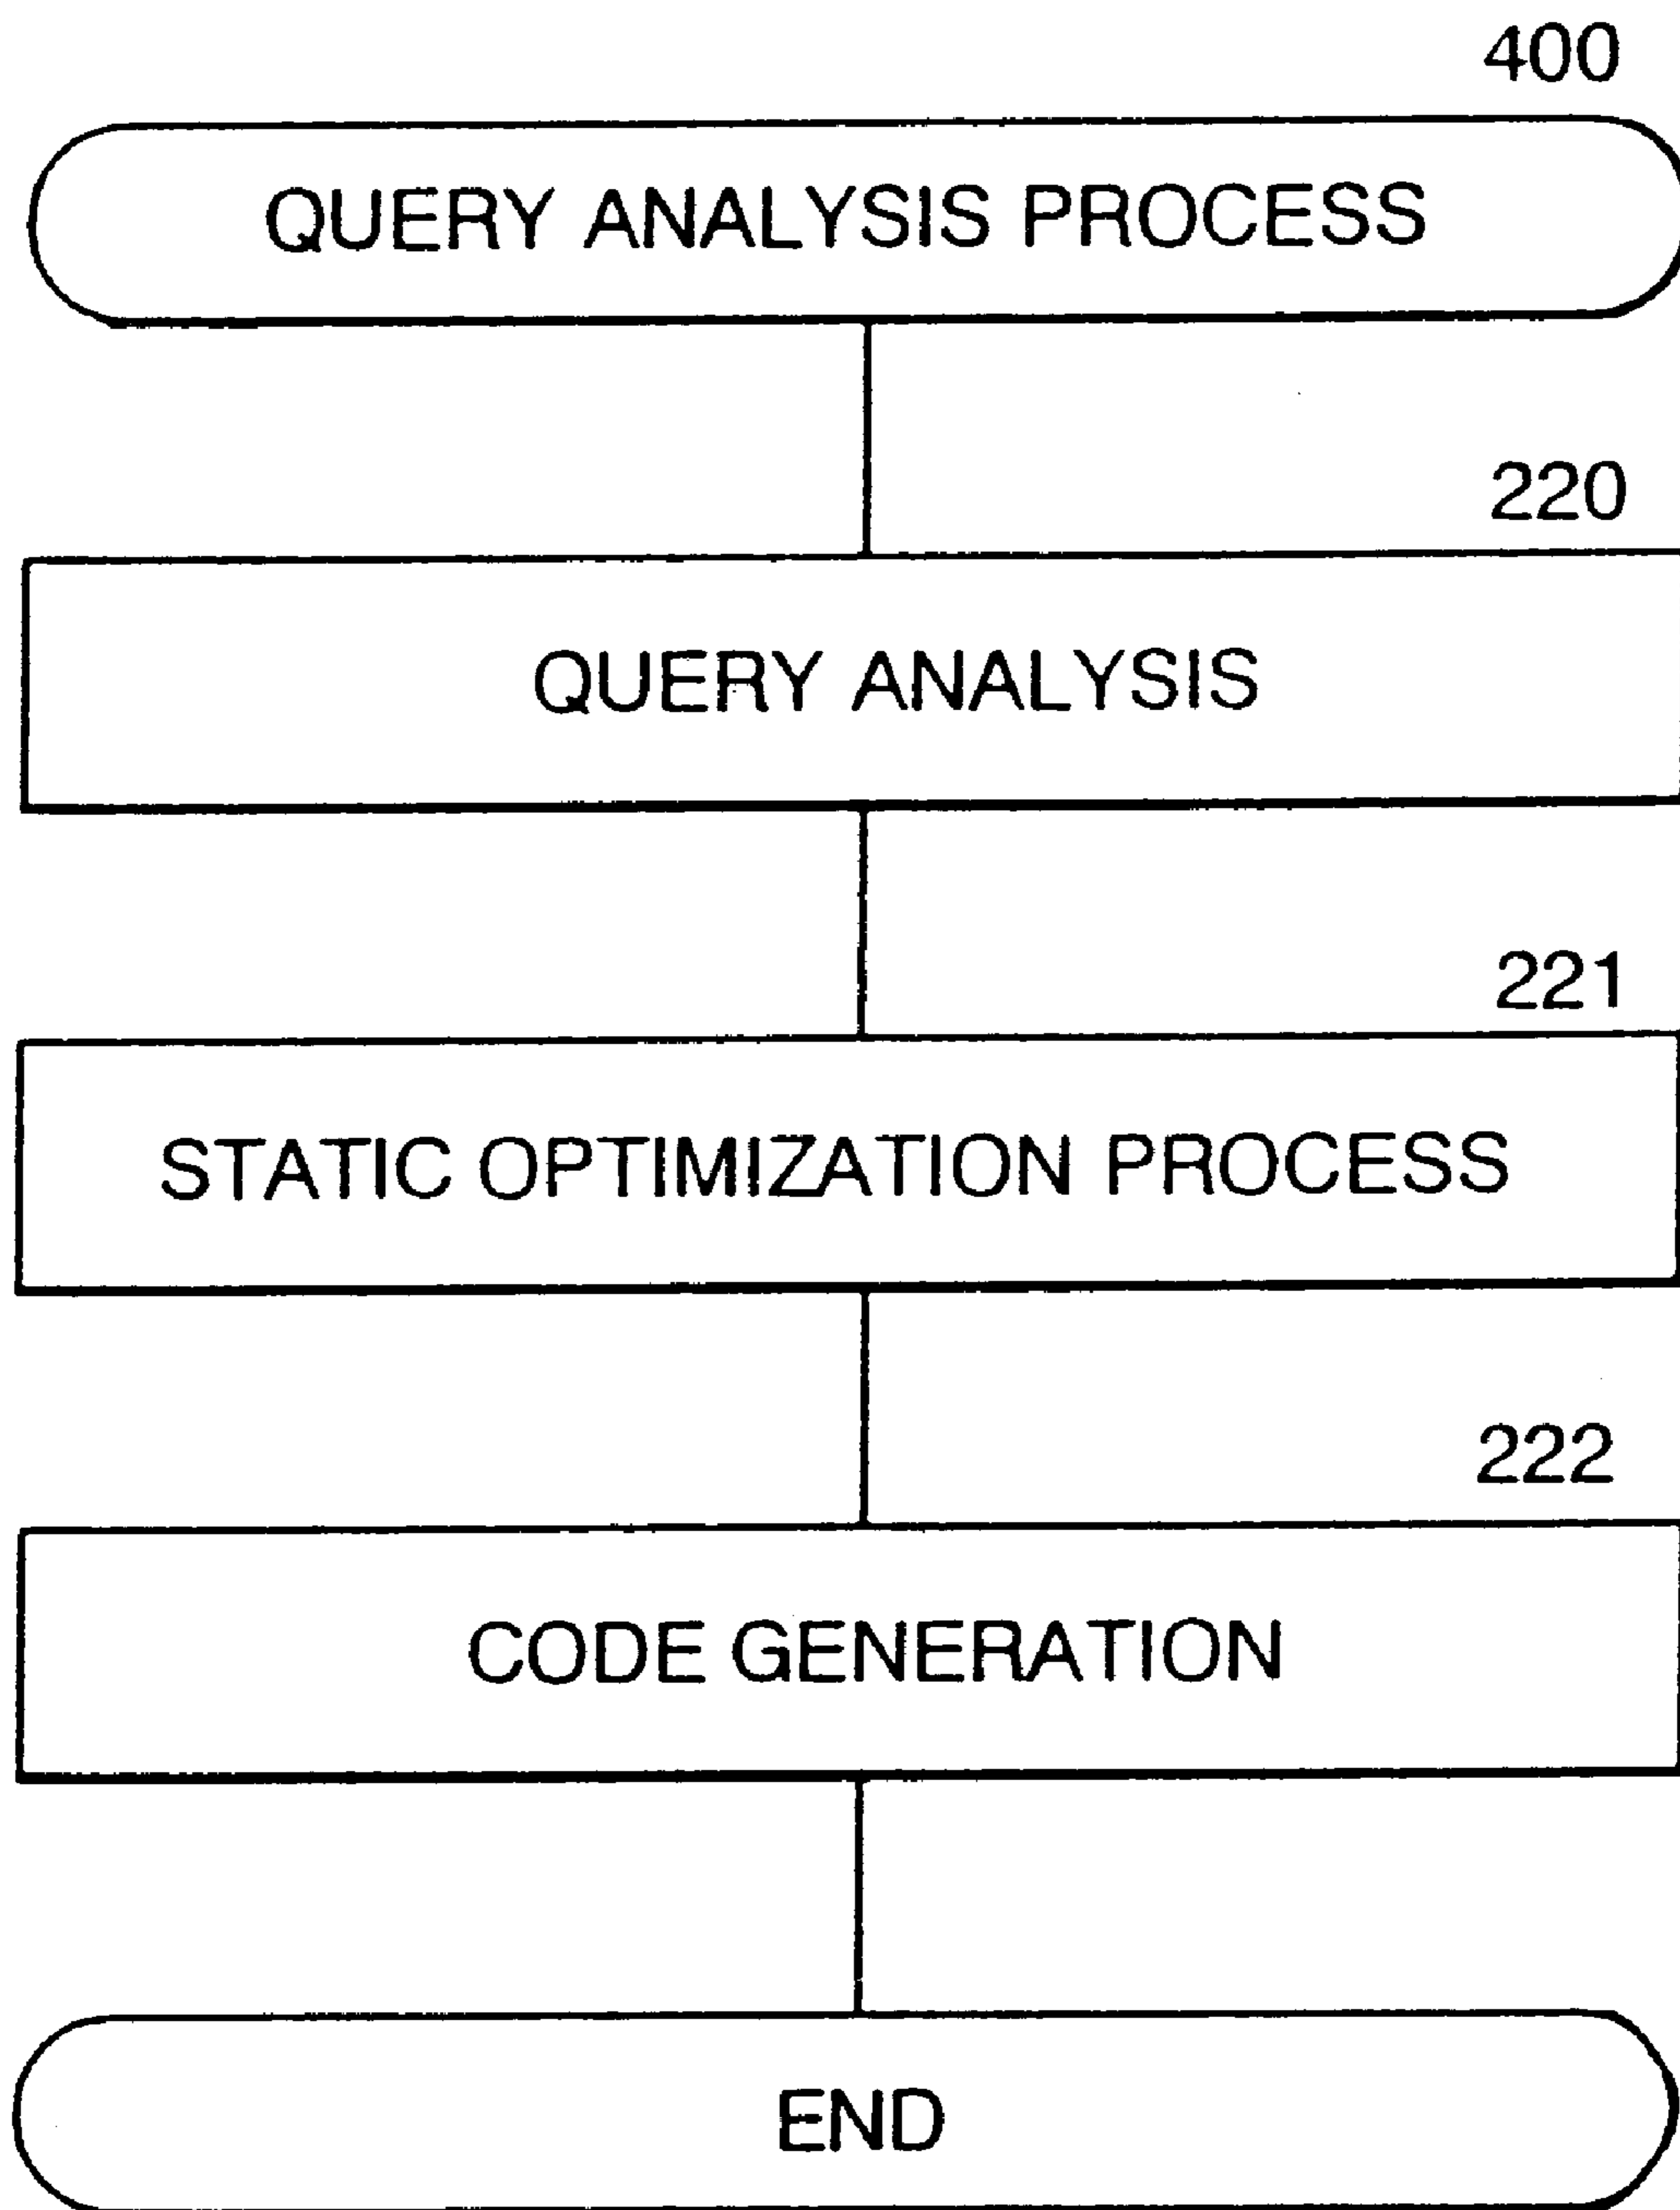 400
QUERY ANALYSIS PROCESS
220
QUERY ANALYSIS
221
STATIC OPTIMIZATION PROCESS
222
CODE GENERATION
END